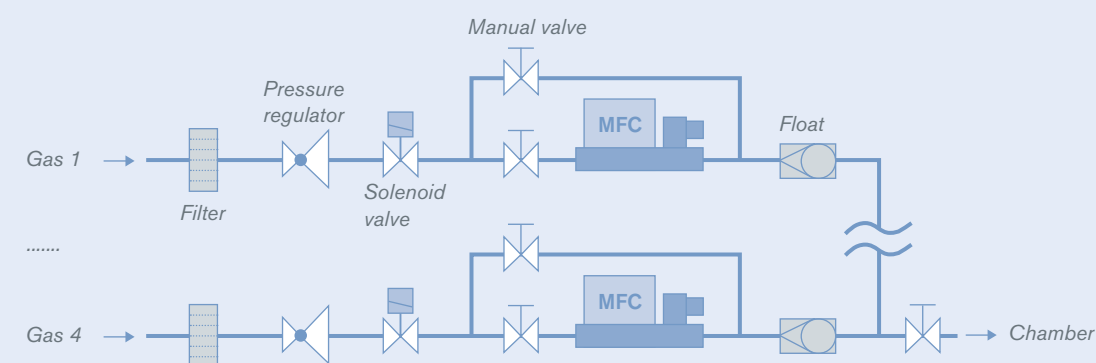 Manual valve
Pressure
regulator
MFC
Float
Gas 1
Solenoid
valve
Filter
.......
MFC
Gas 4
Chamber